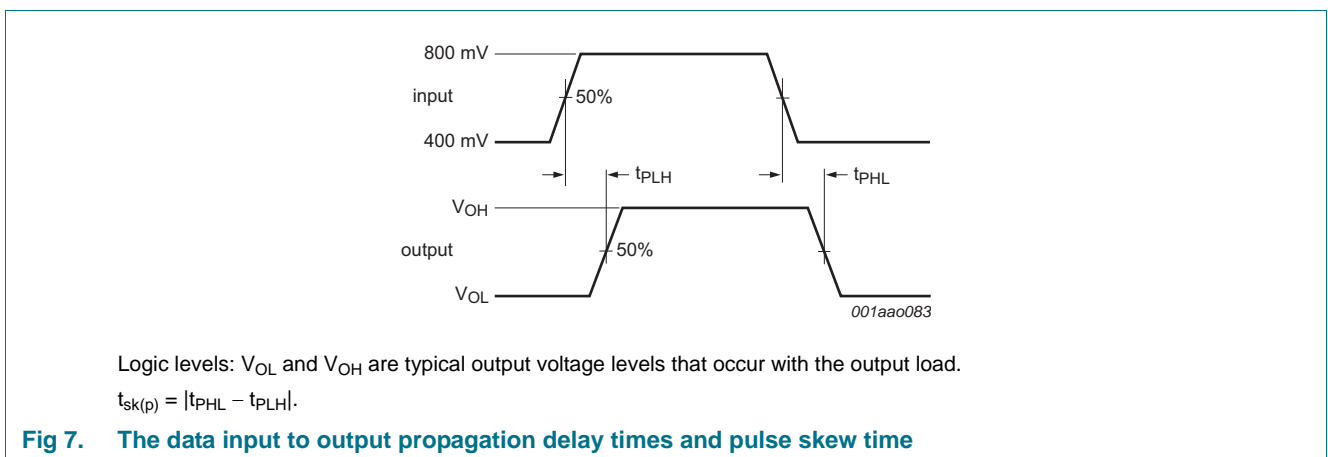 800 mV
input
50%
400 mV
tPLH
tPHL
VOH
output
50%
VOL
001aao083
Logic levels: VOL and VOH are typical output voltage levels that occur with the output load.
tsk(p) = |tPHL − tPLH|.
Fig 7. The data input to output propagation delay times and pulse skew time